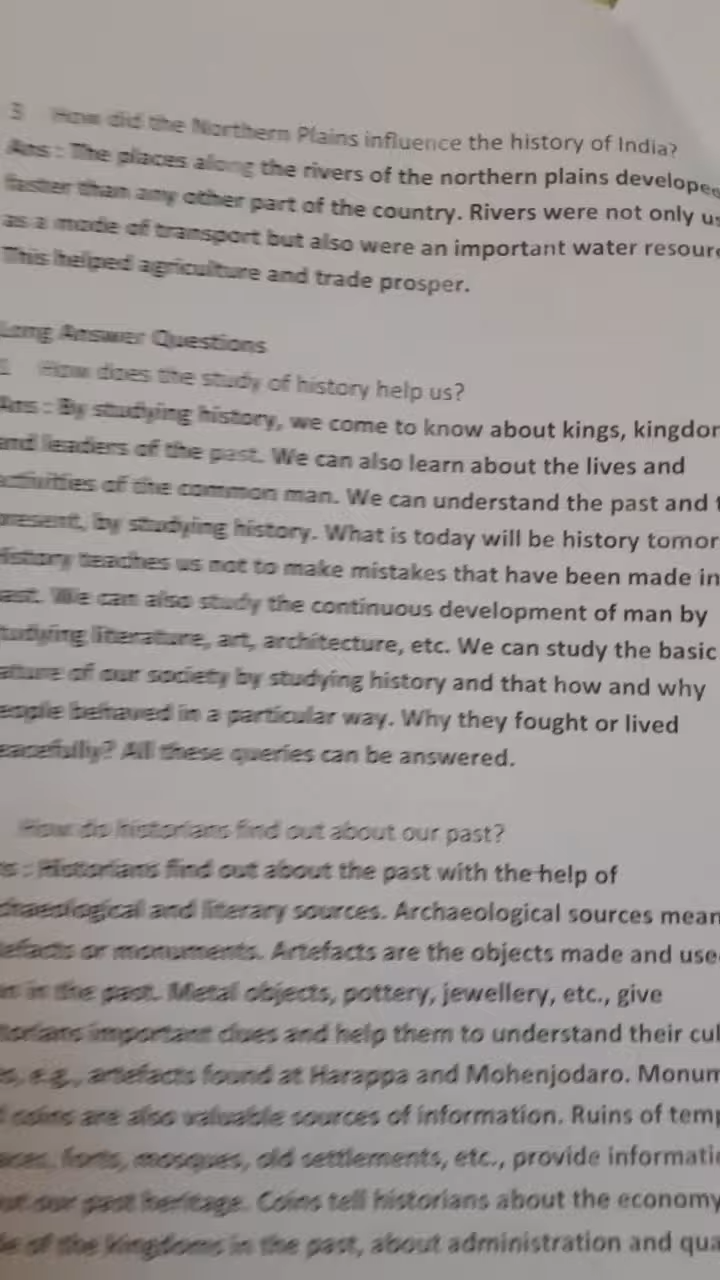 3 How did the Northern Plains influence the history of India?
Ans : The places along the rivers of the northern plains develope
faster than any other part of the country. Rivers were not only us
as a mode of transport but also were an important water resour
This helped agriculture and trade prosper.
Long Answer Questions
1 How does the study of history help us?
Ans : By studying history, we come to know about kings, kingdo
and leaders of the past. We can also learn about the lives and
activities of the common man. We can understand the past and
present, by studying history. What is today will be history tomor
History teaches us not to make mistakes that have been made in
ast. We can also study the continuous development of man by
tudying literature, art, architecture, etc. We can study the basic
ature of our society by studying history and that how and why
eople behaved in a particular way. Why they fought or lived
eacefully? All these queries can be answered.
How do historians find out about our past?
s : Historians find out about the past with the help of
chaeological and literary sources. Archaeological sources mean
efacts or monuments. Artefacts are the objects made and use
in the past. Metal objects, pottery, jewellery, etc., give
torians important clues and help them to understand their cul
s, e.g., artefacts found at Harappa and Mohenjodaro. Monum
coins are also valuable sources of information. Ruins of temp
aces, forts, mosques, old settlements, etc., provide informatio
ut our past heritage. Coins tell historians about the economy
of the kingdoms in the past, about administration and qua